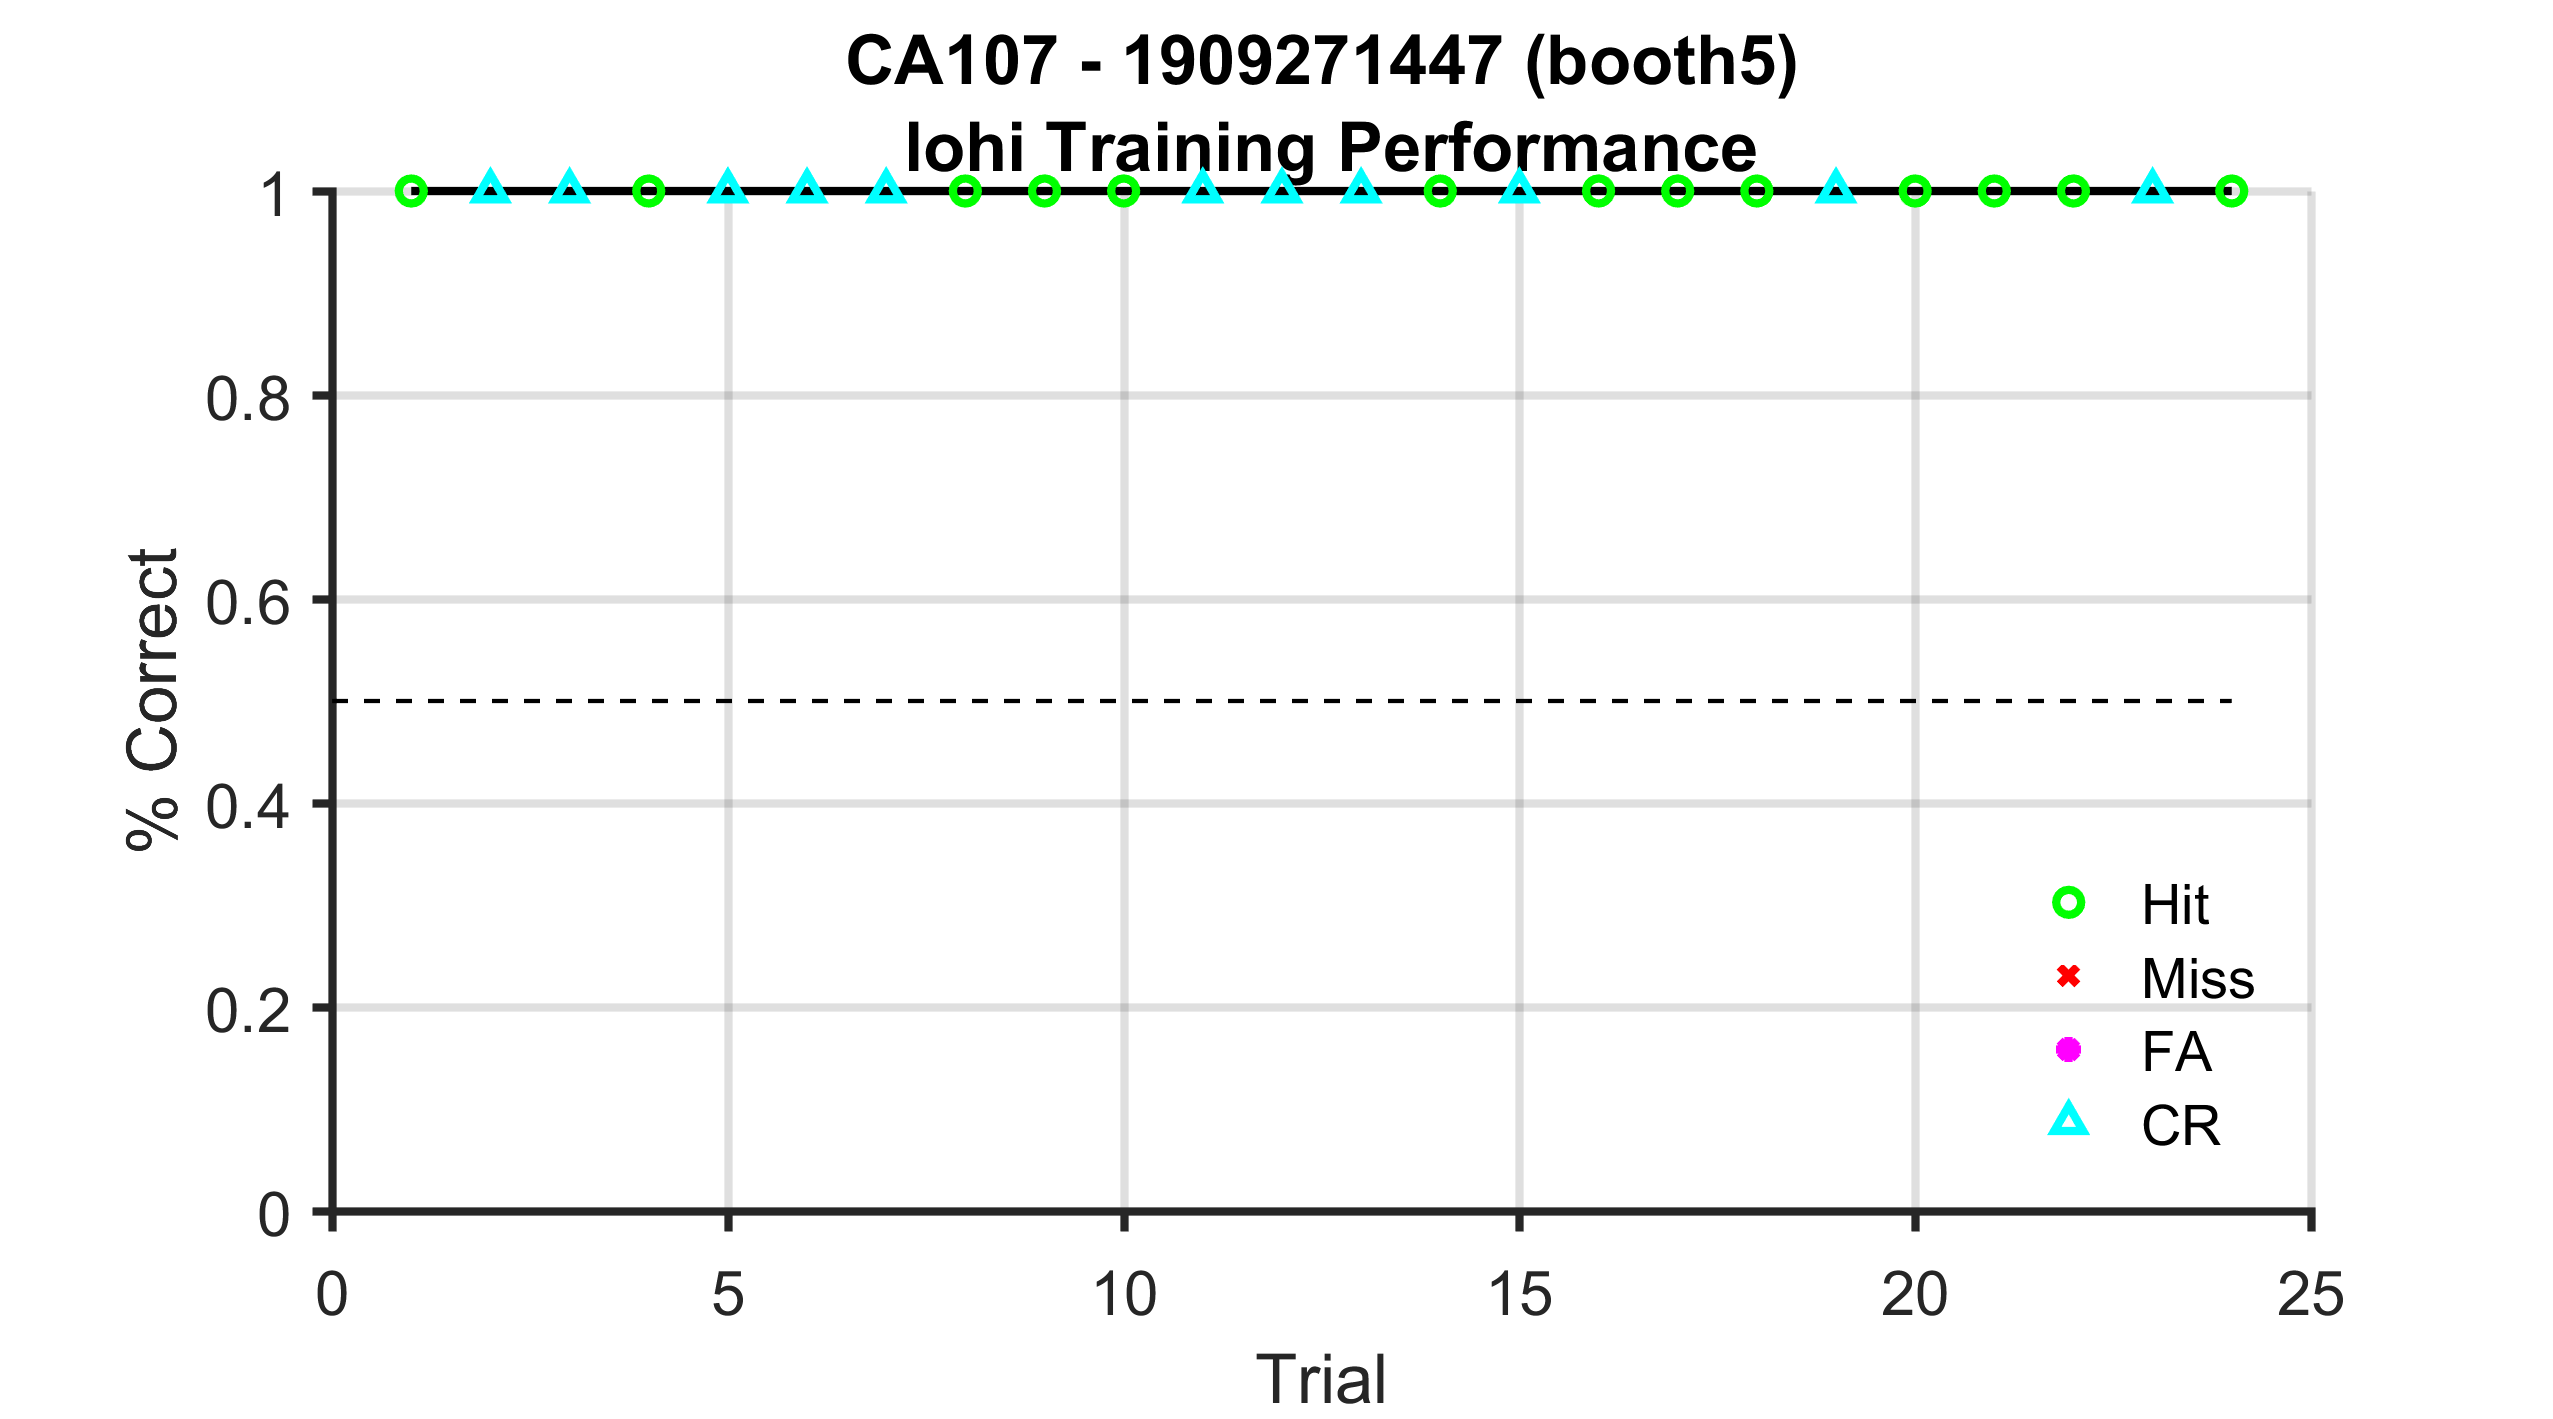 CA107 - 1909271447 (booth5)
lohi Training Performance
1
0.8
0.6
0.4
0.2
0
% Correct
Hit
Miss
FA
CR
0 5 10 15 20 25
Trial